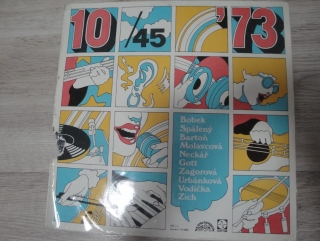 10 /45 '73
Bobek
Spálený
Bartoň
Molavcová
Neckář
Gott
Zagorová
Urbánková
Vodička
Zich